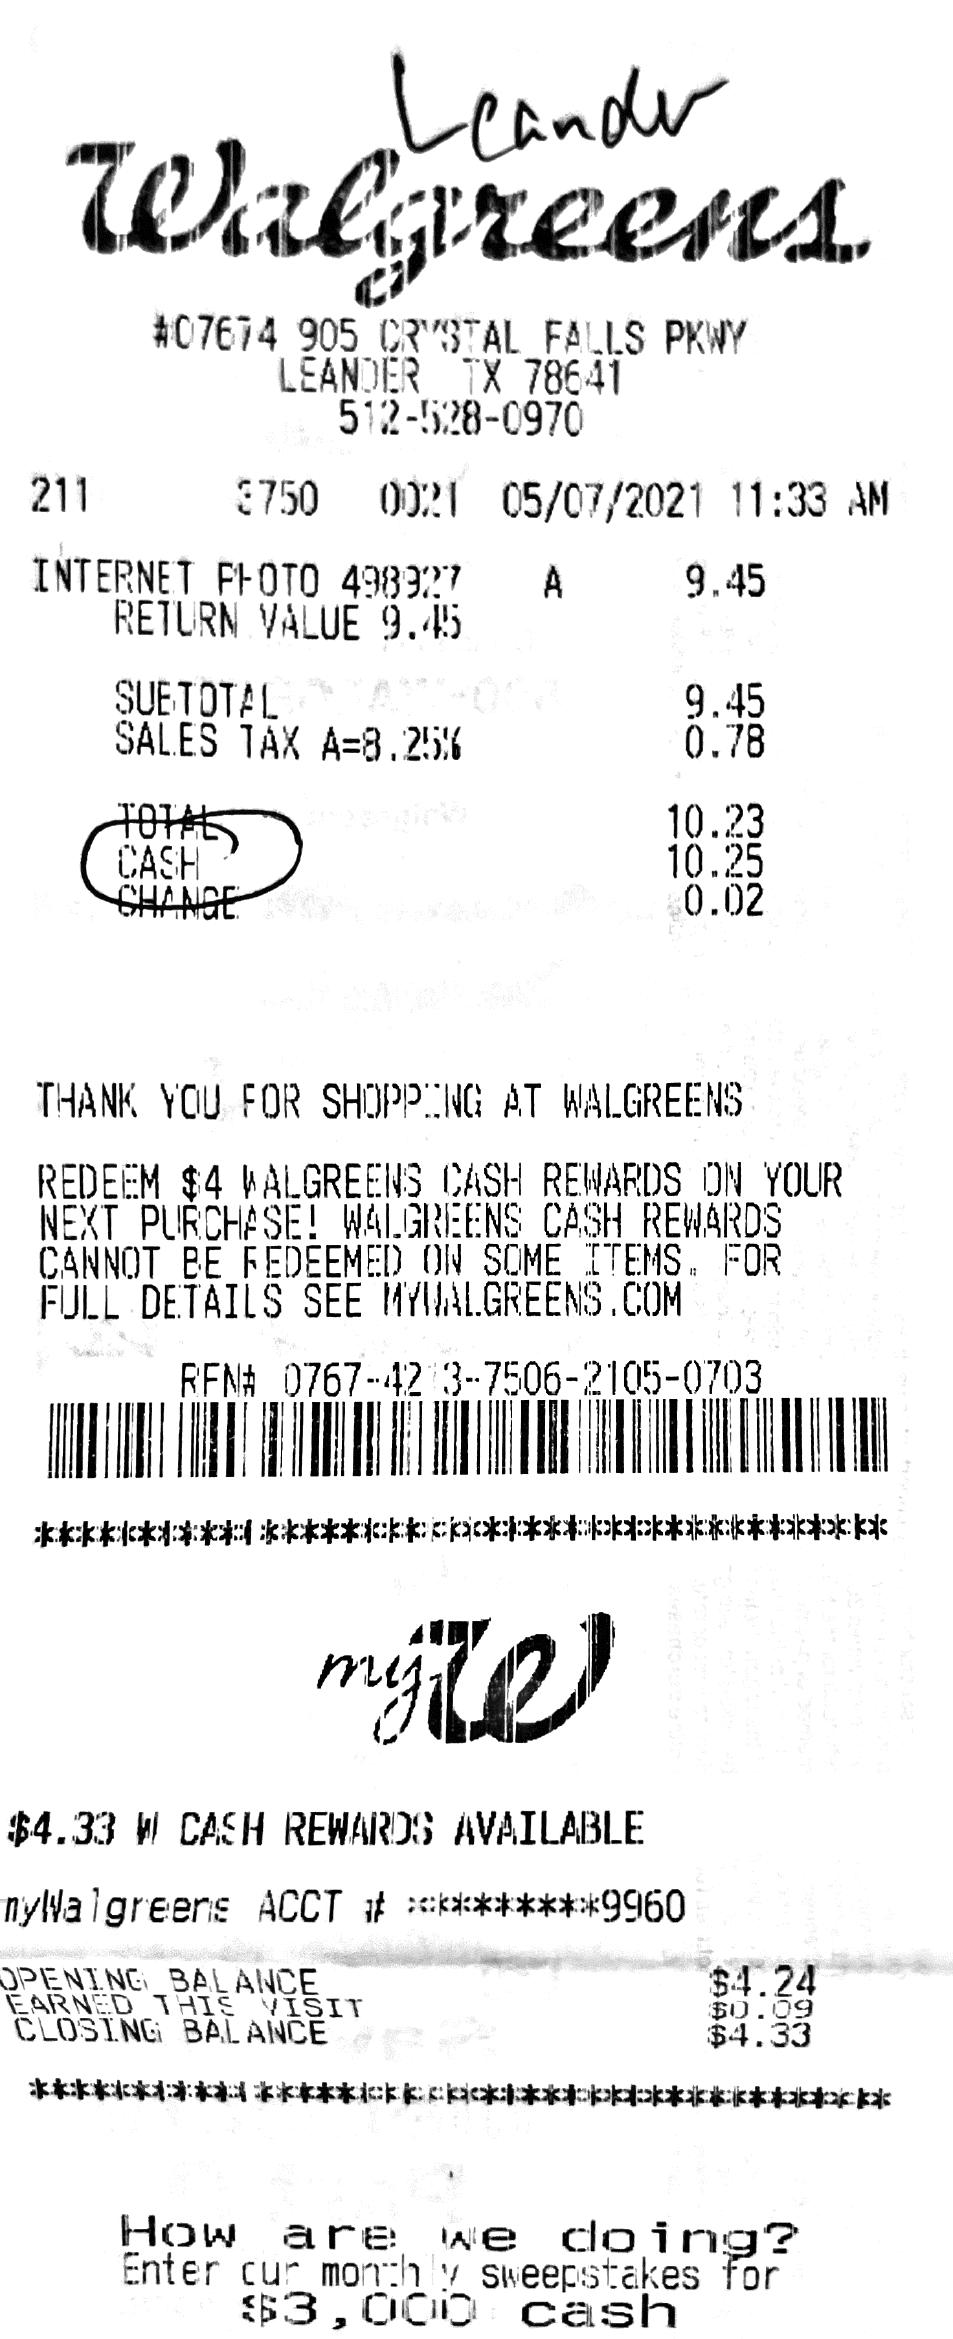 Leander
Walgreens
#07674 905 CRYSTAL FALLS PKWY
LEANDER TX 78641
512-528-0970
211 3750 0021 05/07/2021 11:33 AM
INTERNET PHOTO 498927 A 9.45
RETURN VALUE 9.45
SUBTOTAL 9.45
SALES TAX A=8.25% 0.78
TOTAL 10.23
CASH 10.25
CHANGE 0.02
THANK YOU FOR SHOPPING AT WALGREENS
REDEEM $4 WALGREENS CASH REWARDS ON YOUR
NEXT PURCHASE! WALGREENS CASH REWARDS
CANNOT BE REDEEMED ON SOME ITEMS. FOR
FULL DETAILS SEE MYWALGREENS.COM
RFN# 0767-4213-7506-2105-0703
****************************************
myW
$4.33 W CASH REWARDS AVAILABLE
myWalgreens ACCT # *********9960
OPENING BALANCE $4.24
EARNED THIS VISIT $0.09
CLOSING BALANCE $4.33
****************************************
How are we doing?
Enter our monthly sweepstakes for
$3,000 cash